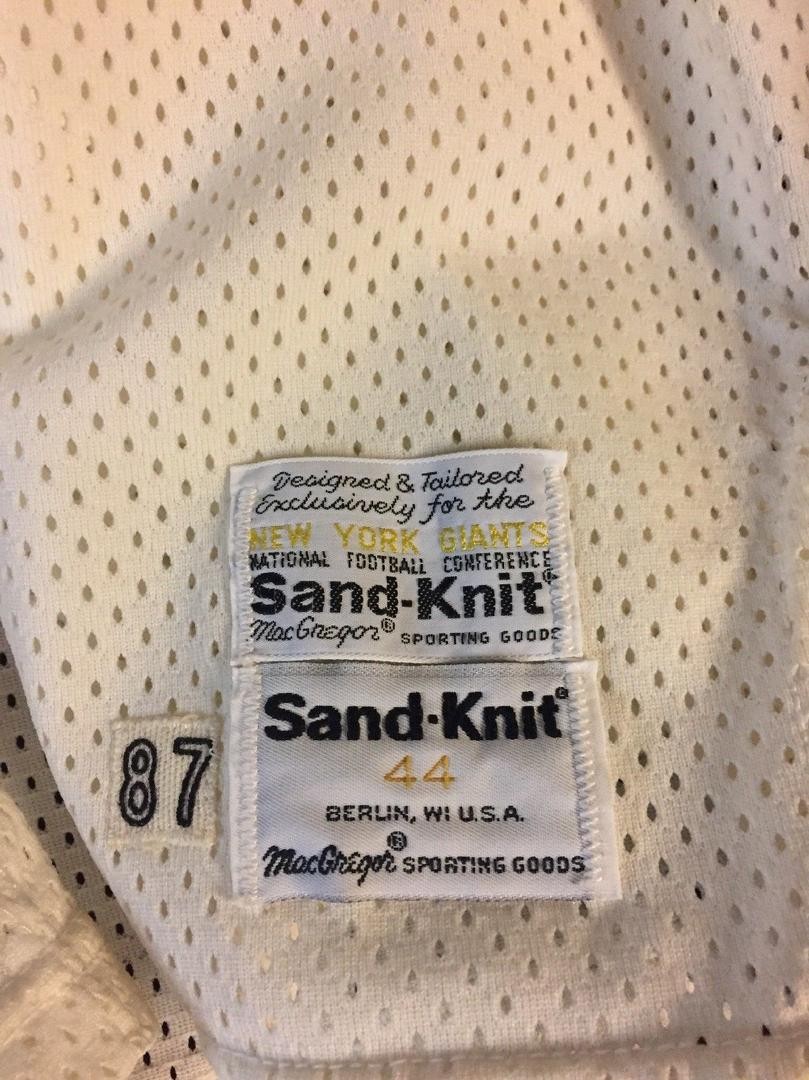 Designed & Tailored
Exclusively for the
NEW YORK GIANTS
NATIONAL FOOTBALL CONFERENCE
Sand-Knit®
MacGregor® SPORTING GOODS
Sand-Knit®
44
BERLIN, WI U.S.A.
MacGregor® SPORTING GOODS
87